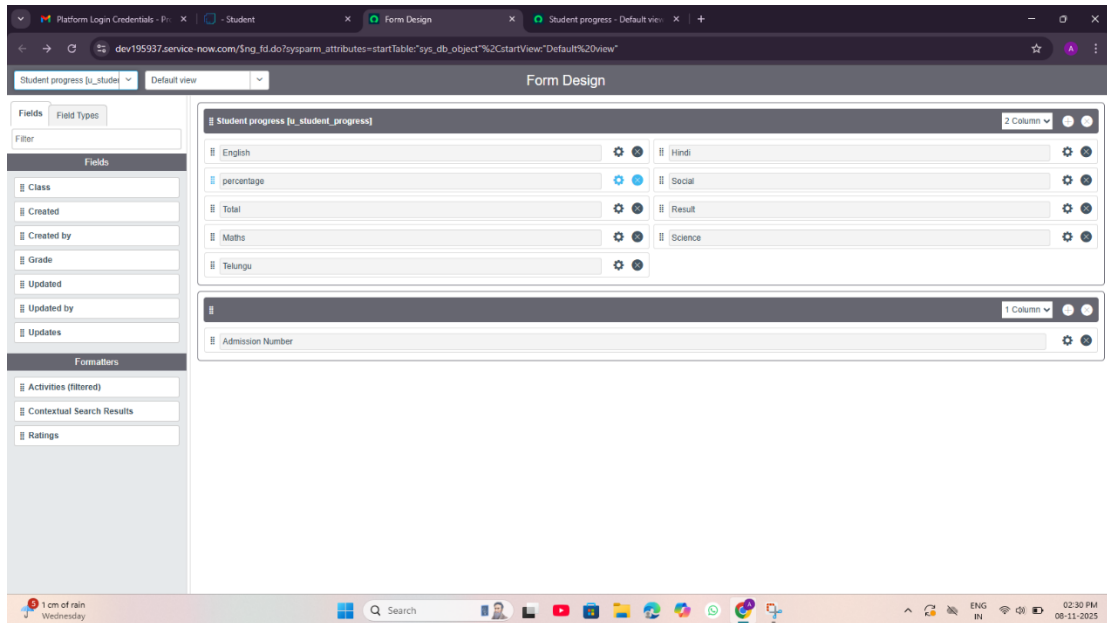 Platform Login Credentials - Pr
- Student
Form Design
Student progress - Default view
dev195937.service-now.com/$ng_fd.do?sysparm_attributes=startTable:"sys_db_object"%2CstartView:"Default%20view"
A
Student progress [u_studer
Default view
Form Design
Fields
Field Types
Filter
Fields
Class
Created
Created by
Grade
Updated
Updated by
Updates
Formatters
Activities (filtered)
Contextual Search Results
Ratings
Student progress [u_student_progress]
2 Column
English
Hindi
percentage
Social
Total
Result
Maths
Science
Telungu
1 Column
Admission Number
5
1 cm of rain
Wednesday
Search
ENG
IN
02:30 PM
08-11-2025